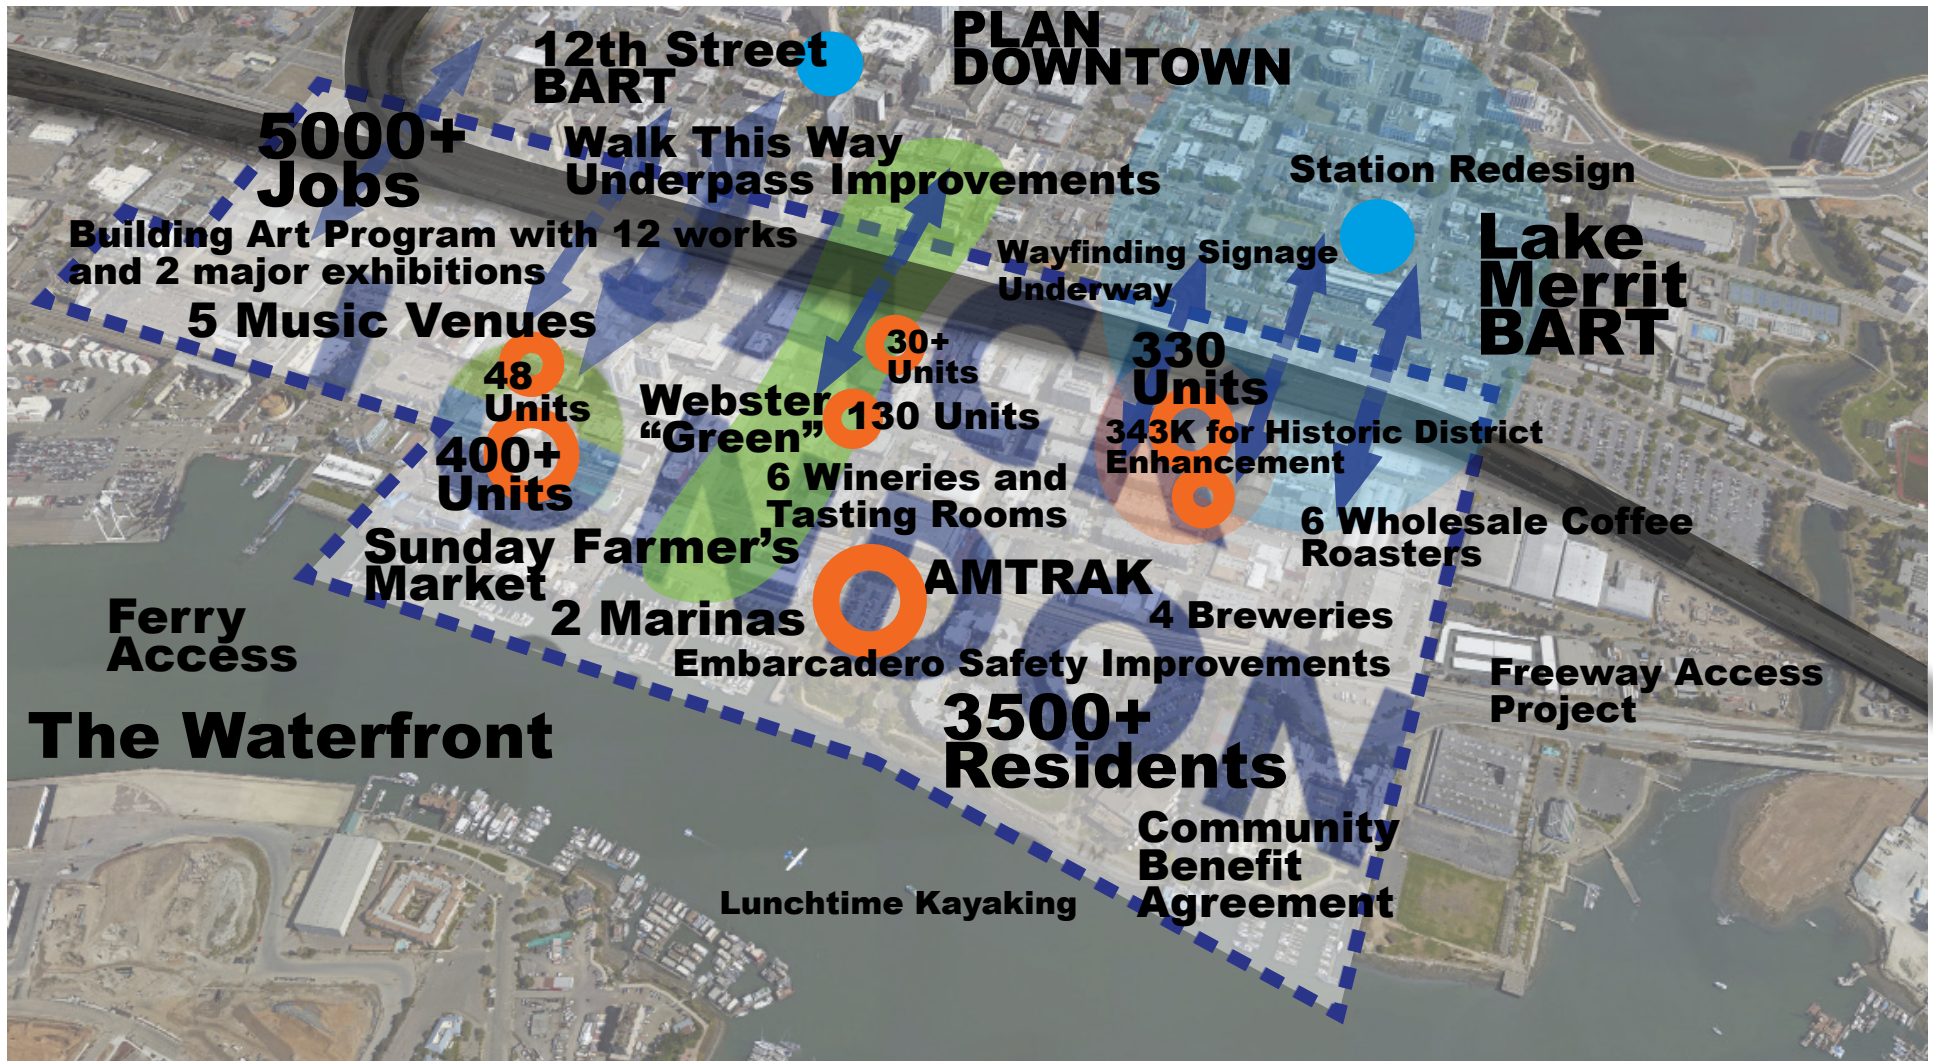 PLAN
DOWNTOWN
12th Street
BART
5000+
Jobs
Walk This Way
Underpass Improvements
Station Redesign
Building Art Program with 12 works
and 2 major exhibitions
Wayfinding Signage
Underway
Lake
Merrit
BART
5 Music Venues
48
Units
400+
Units
30+
Units
Webster
“Green”
130 Units
330
Units
343K for Historic District
Enhancement
6 Wineries and
Tasting Rooms
6 Wholesale Coffee
Roasters
Sunday Farmer’s
Market
AMTRAK
2 Marinas
4 Breweries
Ferry
Access
Embarcadero Safety Improvements
Freeway Access
Project
The Waterfront
3500+
Residents
Community
Benefit
Agreement
Lunchtime Kayaking
JACK
LONDON